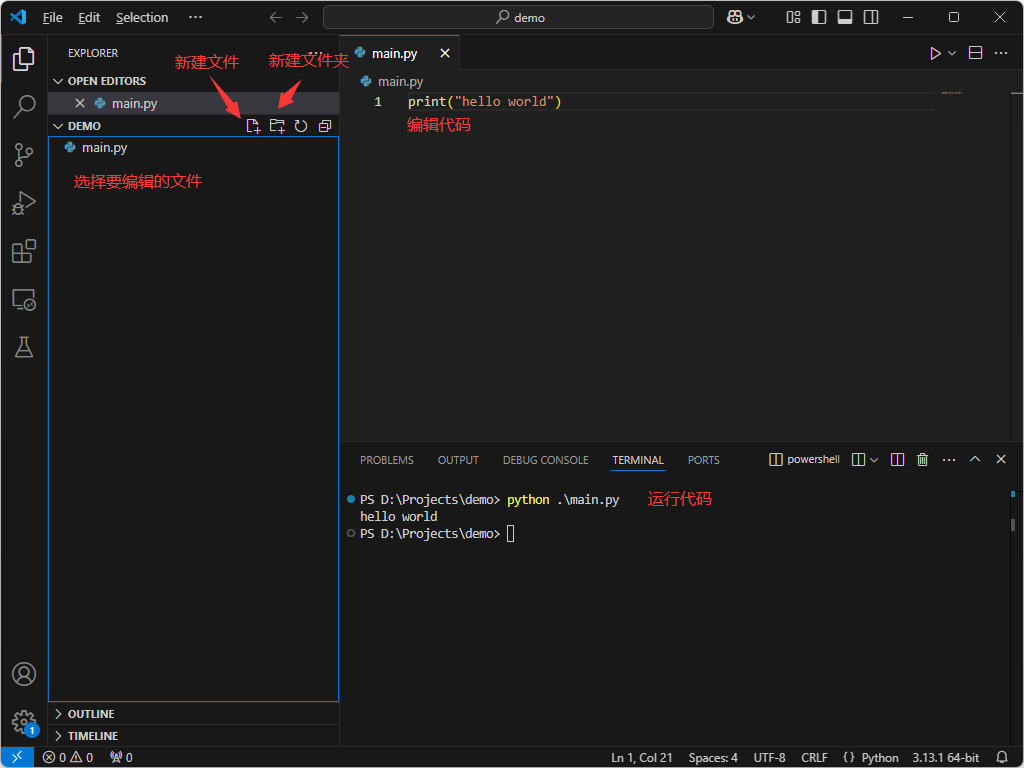 File Edit Selection ···
demo
EXPLORER ···
新建文件
新建文件夹
OPEN EDITORS
main.py
DEMO
main.py
选择要编辑的文件
OUTLINE
TIMELINE
main.py
main.py
1 print("hello world")
编辑代码
PROBLEMS OUTPUT DEBUG CONSOLE TERMINAL PORTS powershell ···
PS D:\Projects\demo> python .\main.py
运行代码
hello world
PS D:\Projects\demo>
1
0 0 0 Ln 1, Col 21 Spaces: 4 UTF-8 CRLF {} Python 3.13.1 64-bit